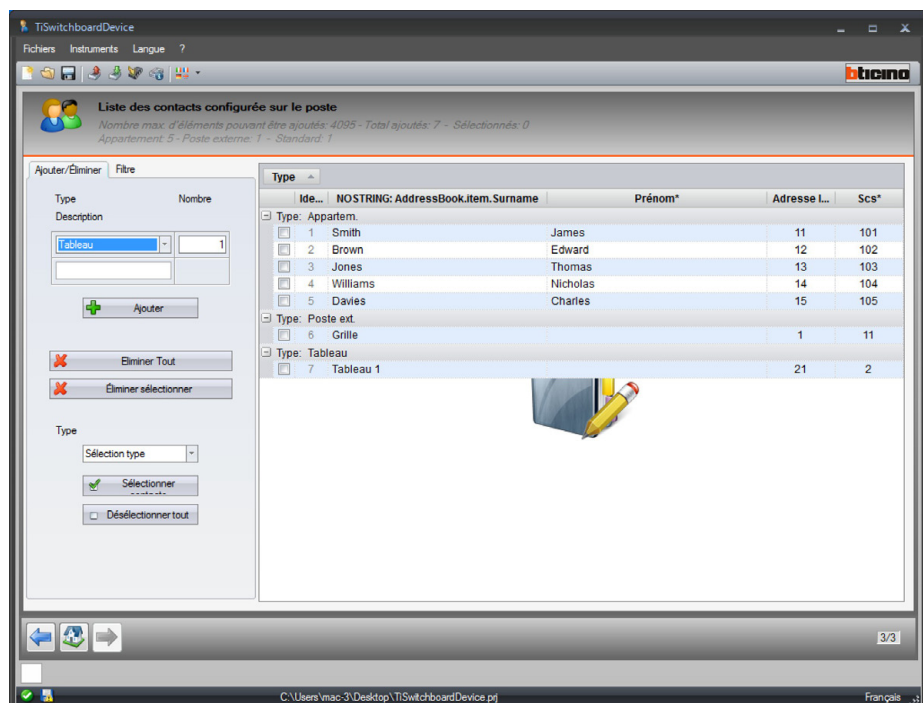 TiSwitchboardDevice
Fichiers Instruments Langue ?
bticino
Liste des contacts configurée sur le poste
Nombre max. d'éléments pouvant être ajoutés: 4095 - Total ajoutés: 7 - Sélectionnés: 0
Appartement: 5 - Poste externe: 1 - Standard: 1
Ajouter/Éliminer Filtre
Type Nombre
Description
Tableau 1
Ajouter
Eliminer Tout
Éliminer sélectionner
Type
Sélection type
Sélectionner
Désélectionner tout
Type
Ide... NOSTRING: AddressBook.item.Surname Prénom* Adresse I... Scs*
Type: Appartem.
1 Smith James 11 101
2 Brown Edward 12 102
3 Jones Thomas 13 103
4 Williams Nicholas 14 104
5 Davies Charles 15 105
Type: Poste ext.
6 Grille 1 11
Type: Tableau
7 Tableau 1 21 2
3/3
C:\Users\mac-3\Desktop\TiSwitchboardDevice.prj Français